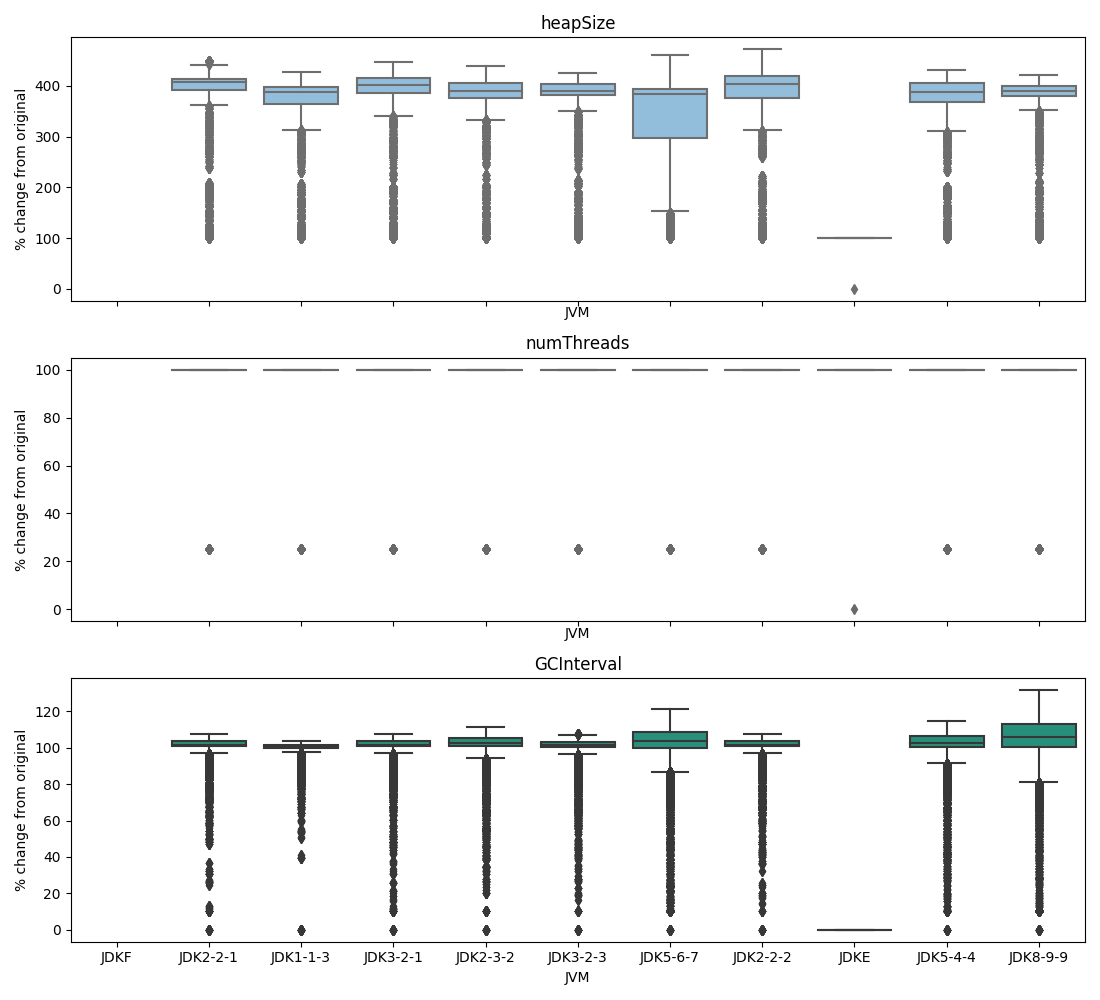 heapSize
% change from original
400
300
200
100
0
JVM
numThreads
% change from original
100
80
60
40
20
0
JVM
GCInterval
% change from original
120
100
80
60
40
20
0
JDKF JDK2-2-1 JDK1-1-3 JDK3-2-1 JDK2-3-2 JDK3-2-3 JDK5-6-7 JDK2-2-2 JDKE JDK5-4-4 JDK8-9-9
JVM